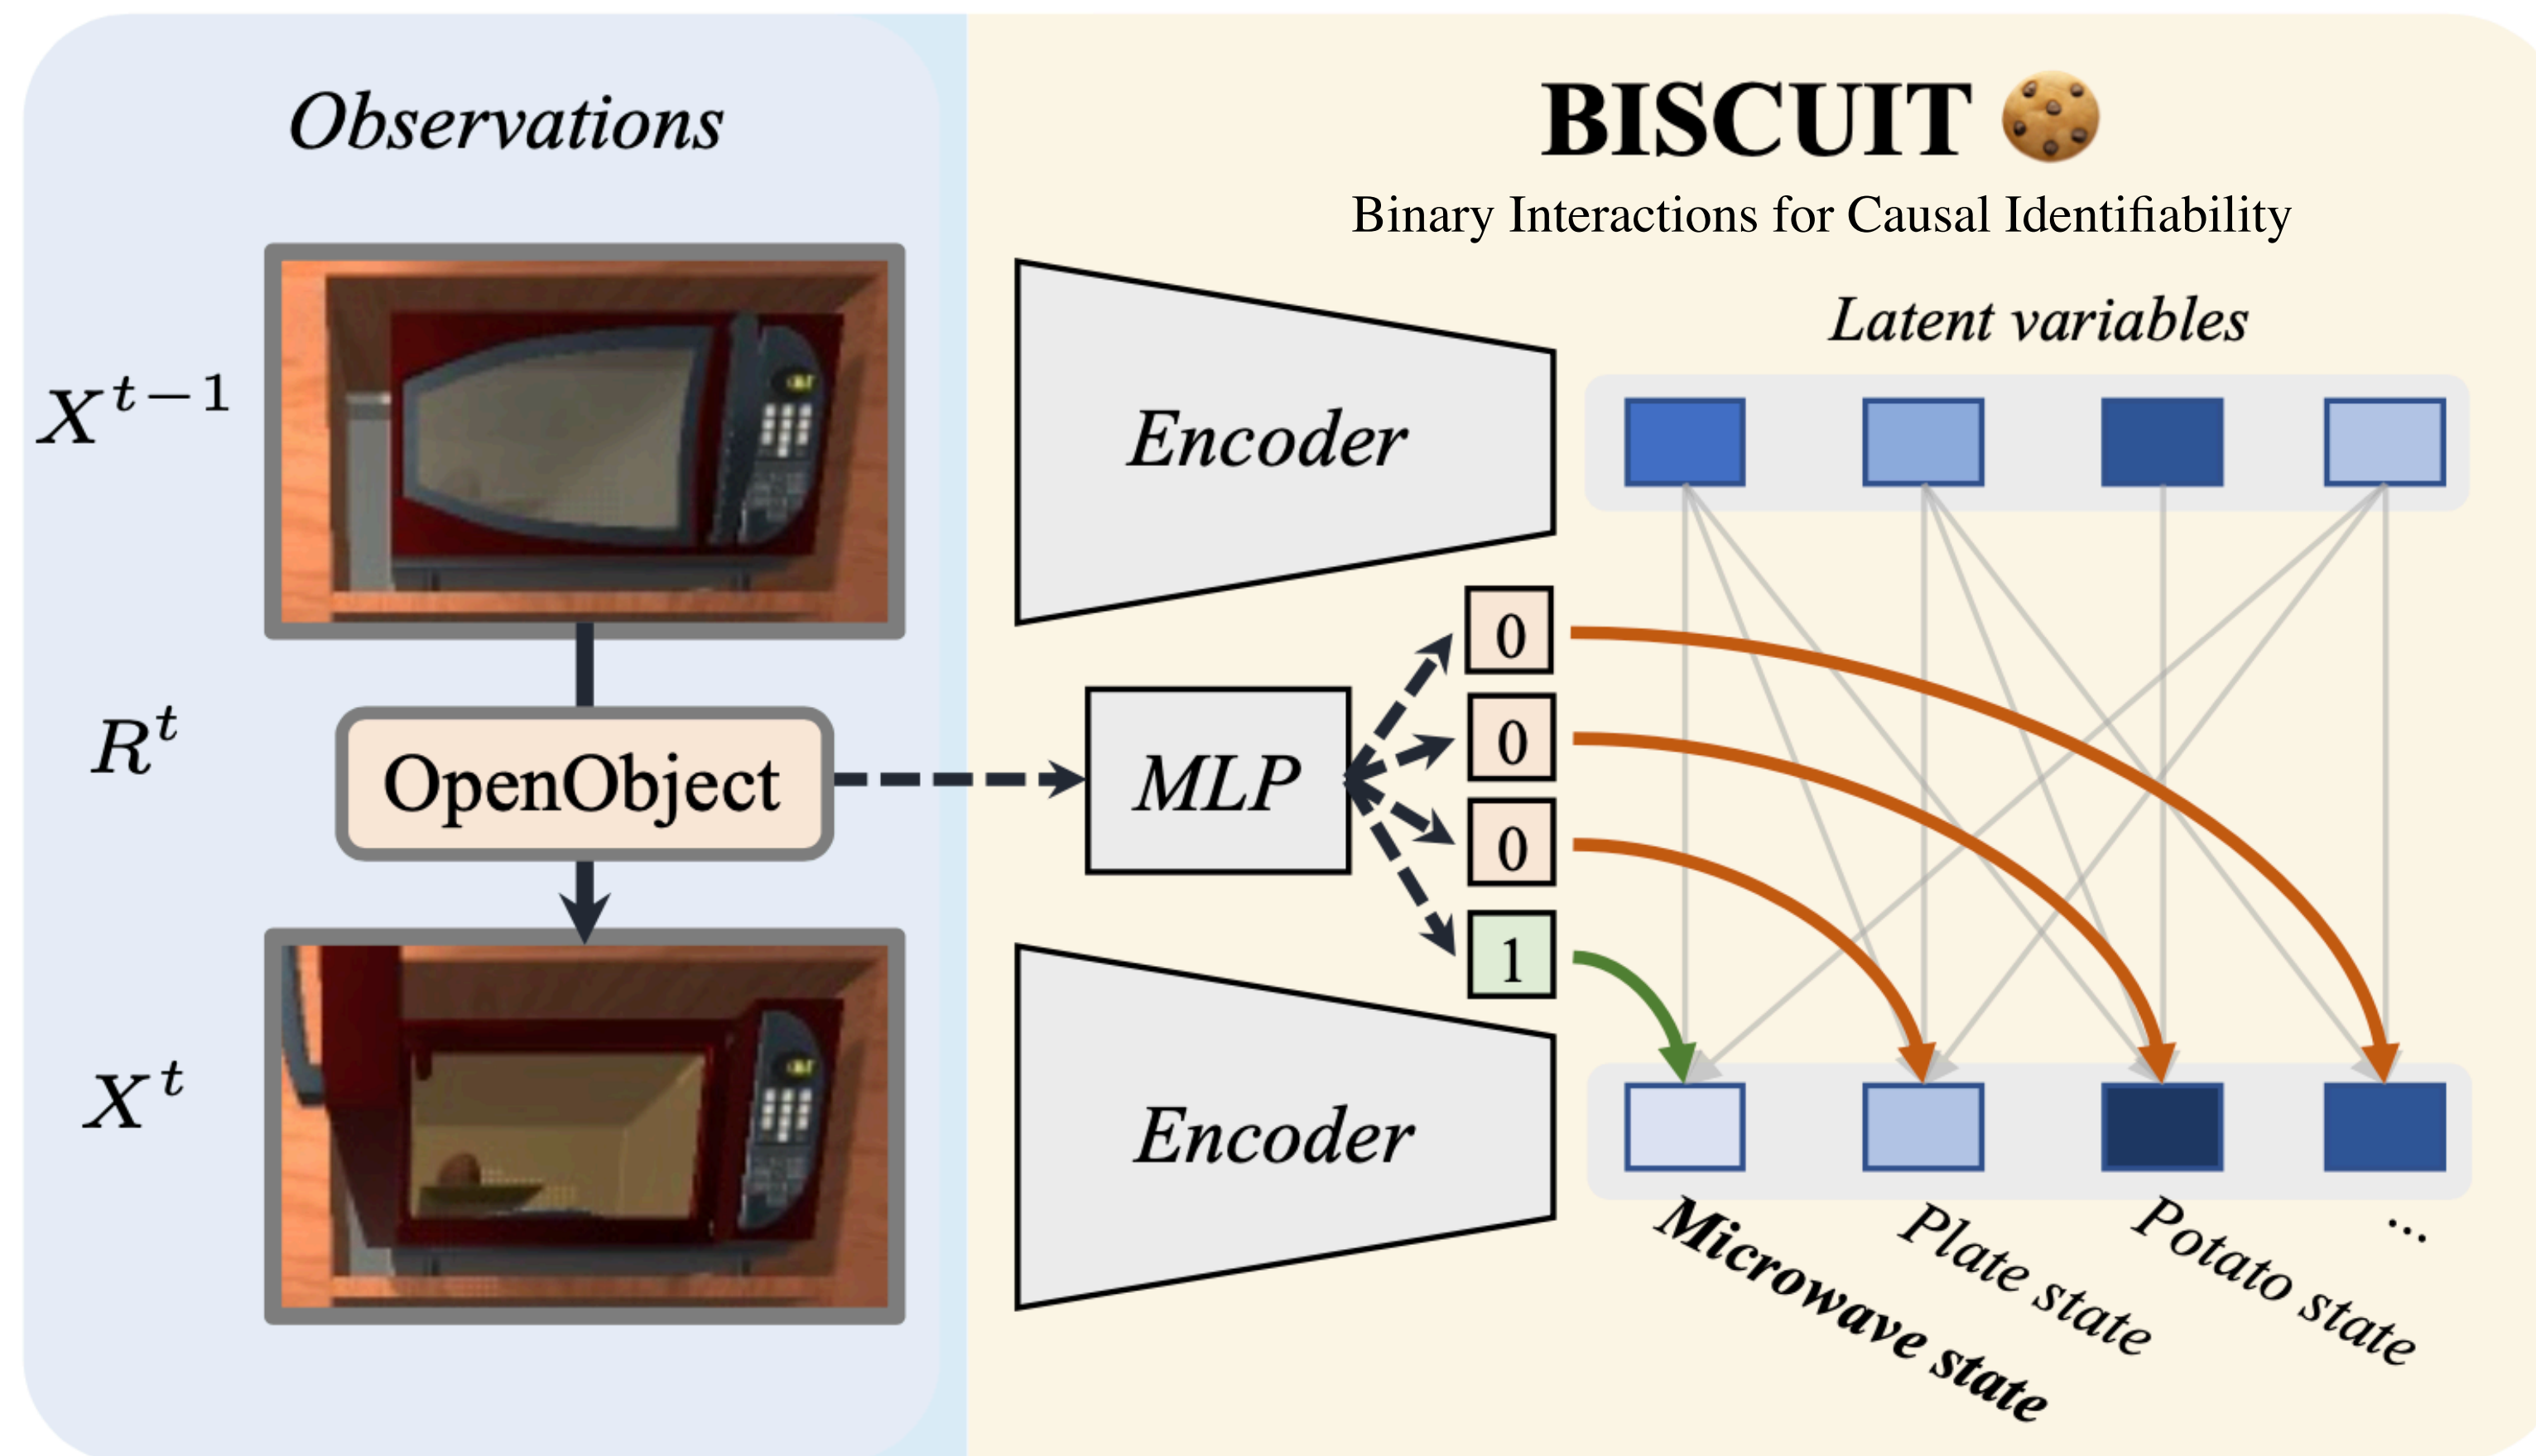 Observations
BISCUIT
Binary Interactions for Causal Identifiability
Latent variables
X^{t-1}
Encoder
0
R^t
OpenObject
MLP
0
0
1
X^t
Encoder
Microwave state
Plate state
Potato state
...